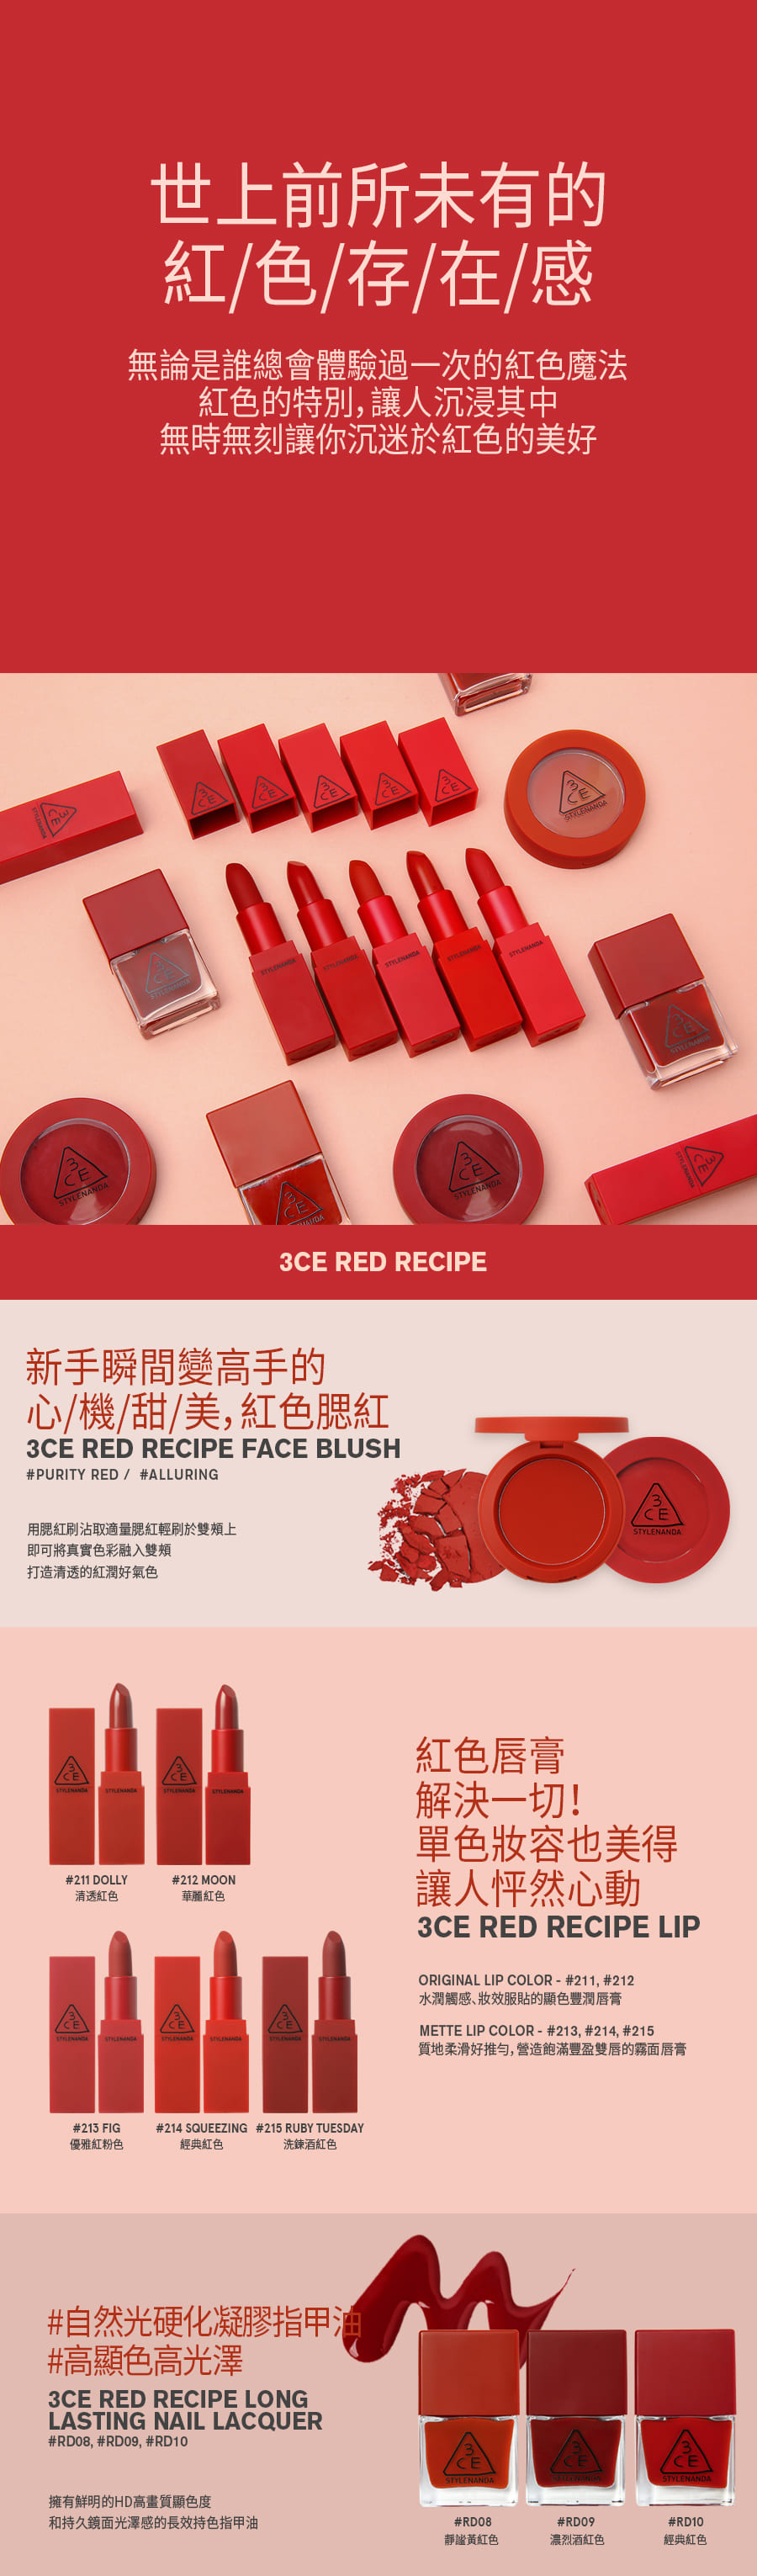 世上前所未有的
紅/色/存/在/感
無論是誰總會體驗過一次的紅色魔法
紅色的特別，讓人沉浸其中
無時無刻讓你沉迷於紅色的美好
3CE
STYLENANDA
3CE RED RECIPE
新手瞬間變高手的
心/機/甜/美，紅色腮紅
3CE RED RECIPE FACE BLUSH
#PURITY RED / #ALLURING
用腮紅刷沾取適量腮紅輕刷於雙頰上
即可將真實色彩融入雙頰
打造清透的紅潤好氣色
3CE
STYLENANDA
#211 DOLLY
清透紅色
#212 MOON
華麗紅色
#213 FIG
優雅紅粉色
#214 SQUEEZING
經典紅色
#215 RUBY TUESDAY
洗鍊酒紅色
紅色唇膏
解決一切！
單色妝容也美得
讓人怦然心動
3CE RED RECIPE LIP
ORIGINAL LIP COLOR - #211, #212
水潤觸感、妝效服貼的顯色豐潤唇膏
METTE LIP COLOR - #213, #214, #215
質地柔滑好推勻，營造飽滿豐盈雙唇的霧面唇膏
#自然光硬化凝膠指甲油
#高顯色高光澤
3CE RED RECIPE LONG
LASTING NAIL LACQUER
#RD08, #RD09, #RD10
擁有鮮明的HD高畫質顯色度
和持久鏡面光澤感的長效持色指甲油
3CE
STYLENANDA
#RD08
靜謐黃紅色
#RD09
濃烈酒紅色
#RD10
經典紅色